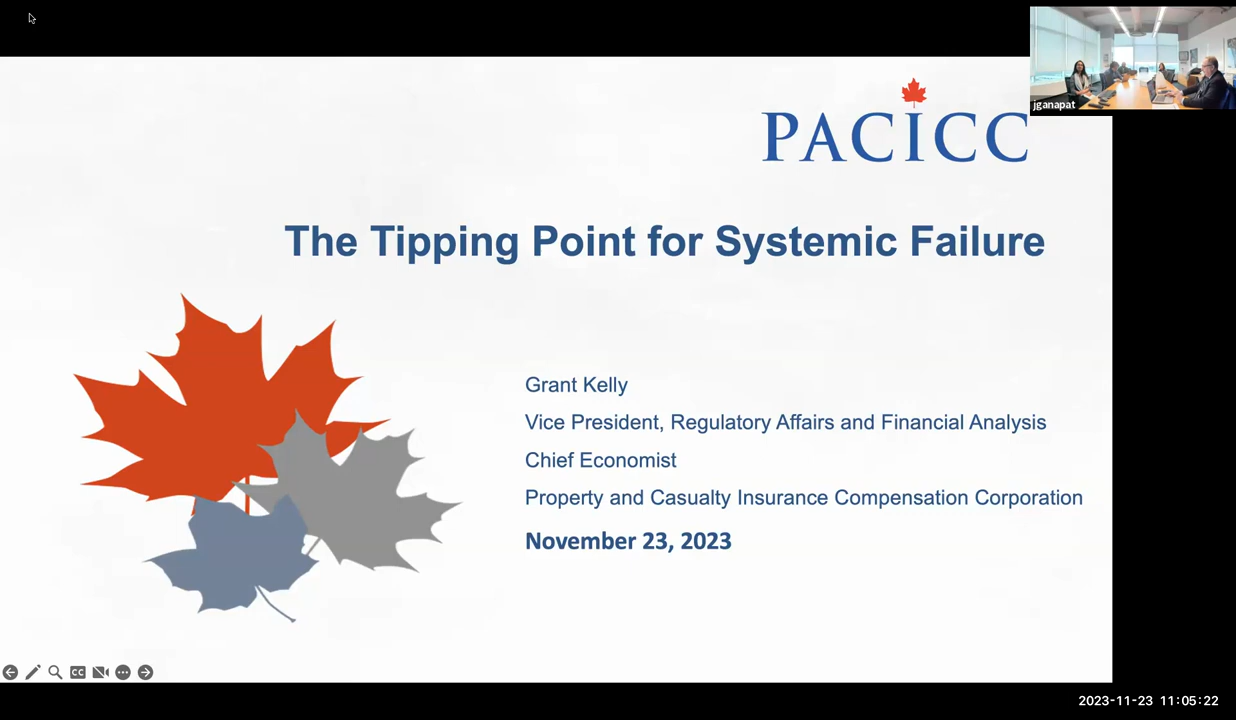 jganapat
PACICC
The Tipping Point for Systemic Failure
Grant Kelly
Vice President, Regulatory Affairs and Financial Analysis
Chief Economist
Property and Casualty Insurance Compensation Corporation
November 23, 2023
CC
2023-11-23 11:05:22